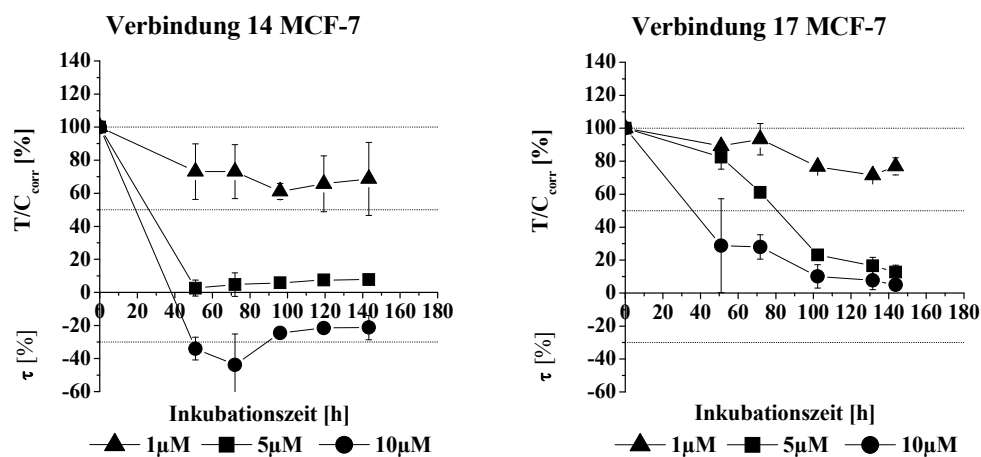 Verbindung 14 MCF-7
140
120
100
80
60
40
20
0
-20
-40
-60
T/C_corr [%]
τ [%]
0 20 40 60 80 100 120 140 160 180
Inkubationszeit [h]
1µM 5µM 10µM
Verbindung 17 MCF-7
140
120
100
80
60
40
20
0
-20
-40
-60
T/C_corr [%]
τ [%]
0 20 40 60 80 100 120 140 160 180
Inkubationszeit [h]
1µM 5µM 10µM